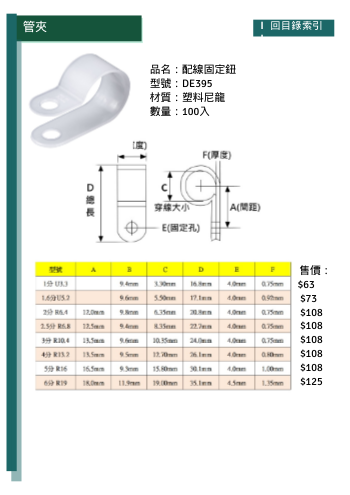 管夾
回目錄索引
品名：配線固定鈕
型號：DE395
材質：塑料尼龍
數量：100入
F(厚度)
D
總
長
C
穿線大小
A(間距)
E(固定孔)
型號 A B C D E F
售價：
1分 U3.3 9.4mm 3.30mm 16.8mm 4.0mm 0.75mm
$63
1.6分U5.2 9.6mm 5.50mm 17.1mm 4.0mm 0.92mm
$73
2分 R6.4 12.0mm 9.8mm 6.35mm 20.8mm 4.0mm 0.75mm
$108
2.5分 R6.8 12.5mm 9.4mm 8.35mm 22.2mm 4.0mm 0.75mm
$108
3分 R10.4 13.5mm 9.6mm 10.35mm 24.0mm 4.0mm 0.75mm
$108
4分 R13.3 13.5mm 9.5mm 12.70mm 26.1mm 4.0mm 0.80mm
$108
5分 R16 16.5mm 9.3mm 15.80mm 30.1mm 4.0mm 1.00mm
$108
6分 R19 18.0mm 11.9mm 19.00mm 35.1mm 4.5mm 1.35mm
$125